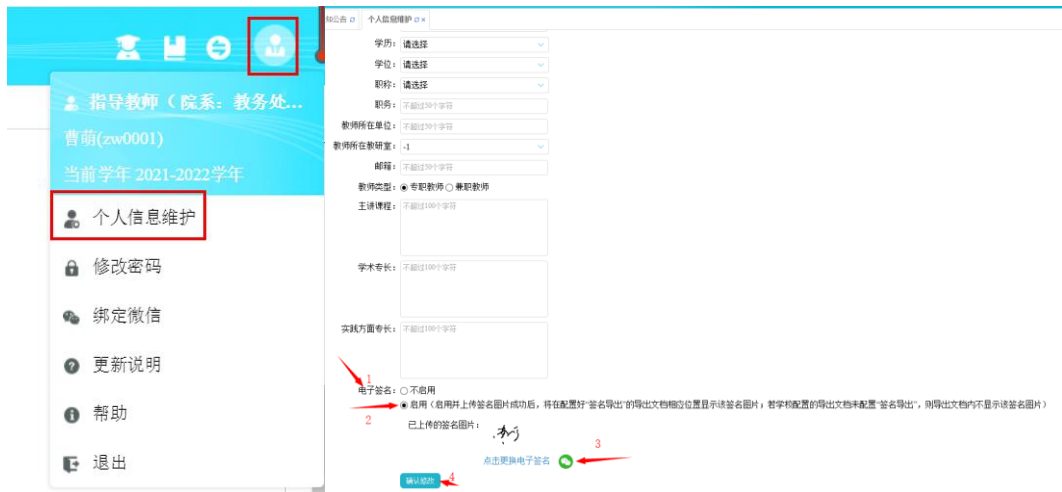 指导教师（院系：教务处...
曹萌(zw0001)
当前学年 2021-2022学年
个人信息维护
修改密码
绑定微信
更新说明
帮助
退出
知公告
个人信息维护
学历：请选择
学位：请选择
职称：请选择
职务：不超过50个字符
教师所在单位：不超过50个字符
教师所在教研室：-1
邮箱：不超过50个字符
教师类型：专职教师 兼职教师
主讲课程：不超过100个字符
学术专长：不超过100个字符
实践方面专长：不超过100个字符
1
电子签名：不启用
启用（启用并上传签名图片成功后，将在配置好“签名导出”的导出文档相应位置显示该签名图片；若学校配置的导出文档未配置“签名导出”，则导出文档内不显示该签名图片）
2
已上传的签名图片：
3
点击更换电子签名
确认修改
4